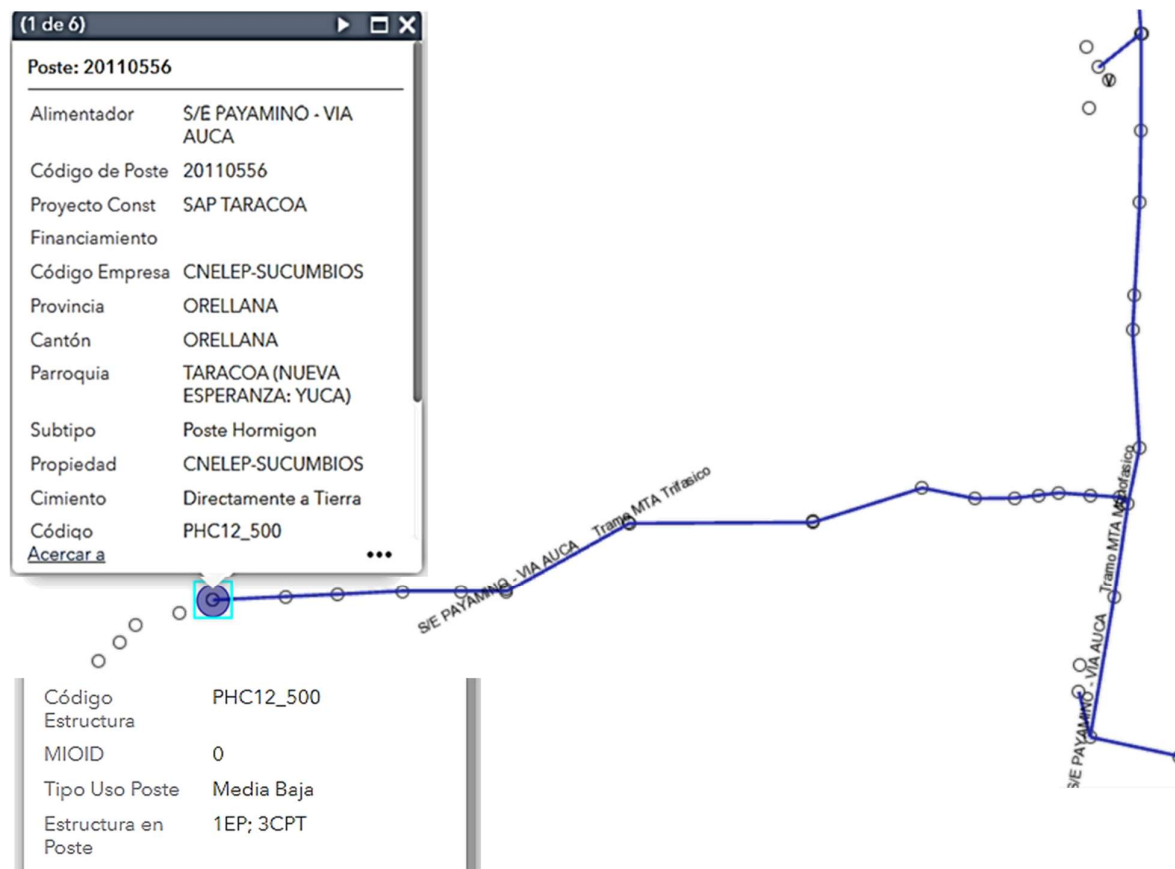 (1 de 6)
Poste: 20110556
Alimentador S/E PAYAMINO - VIA
AUCA
Código de Poste 20110556
Proyecto Const SAP TARACOA
Financiamiento
Código Empresa CNELEP-SUCUMBIOS
Provincia ORELLANA
Cantón ORELLANA
Parroquia TARACOA (NUEVA
ESPERANZA: YUCA)
Subtipo Poste Hormigon
Propiedad CNELEP-SUCUMBIOS
Cimiento Directamente a Tierra
Código PHC12_500
Acercar a
S/E PAYAMINO - VIA AUCA Tramo MTA Trifasico
S/E PAYAMINO - VIA AUCA Tramo MTA Monofasico
Código PHC12_500
Estructura
MIOID 0
Tipo Uso Poste Media Baja
Estructura en 1EP; 3CPT
Poste